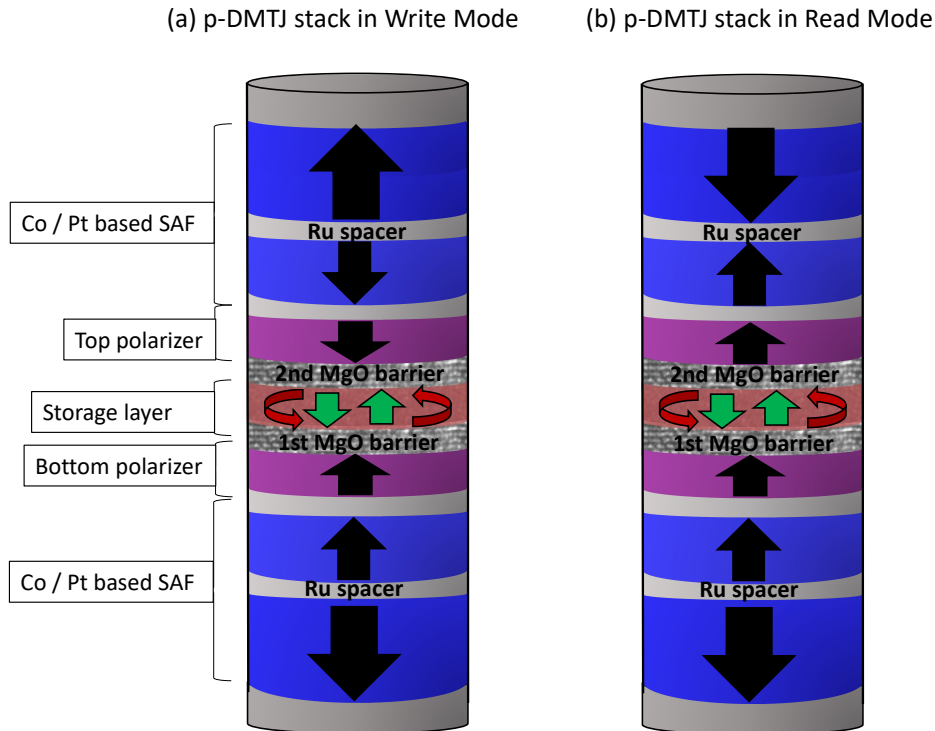 (a) p-DMTJ stack in Write Mode
(b) p-DMTJ stack in Read Mode
Co / Pt based SAF
Top polarizer
Storage layer
Bottom polarizer
Co / Pt based SAF
Ru spacer
2nd MgO barrier
1st MgO barrier
Ru spacer
Ru spacer
2nd MgO barrier
1st MgO barrier
Ru spacer